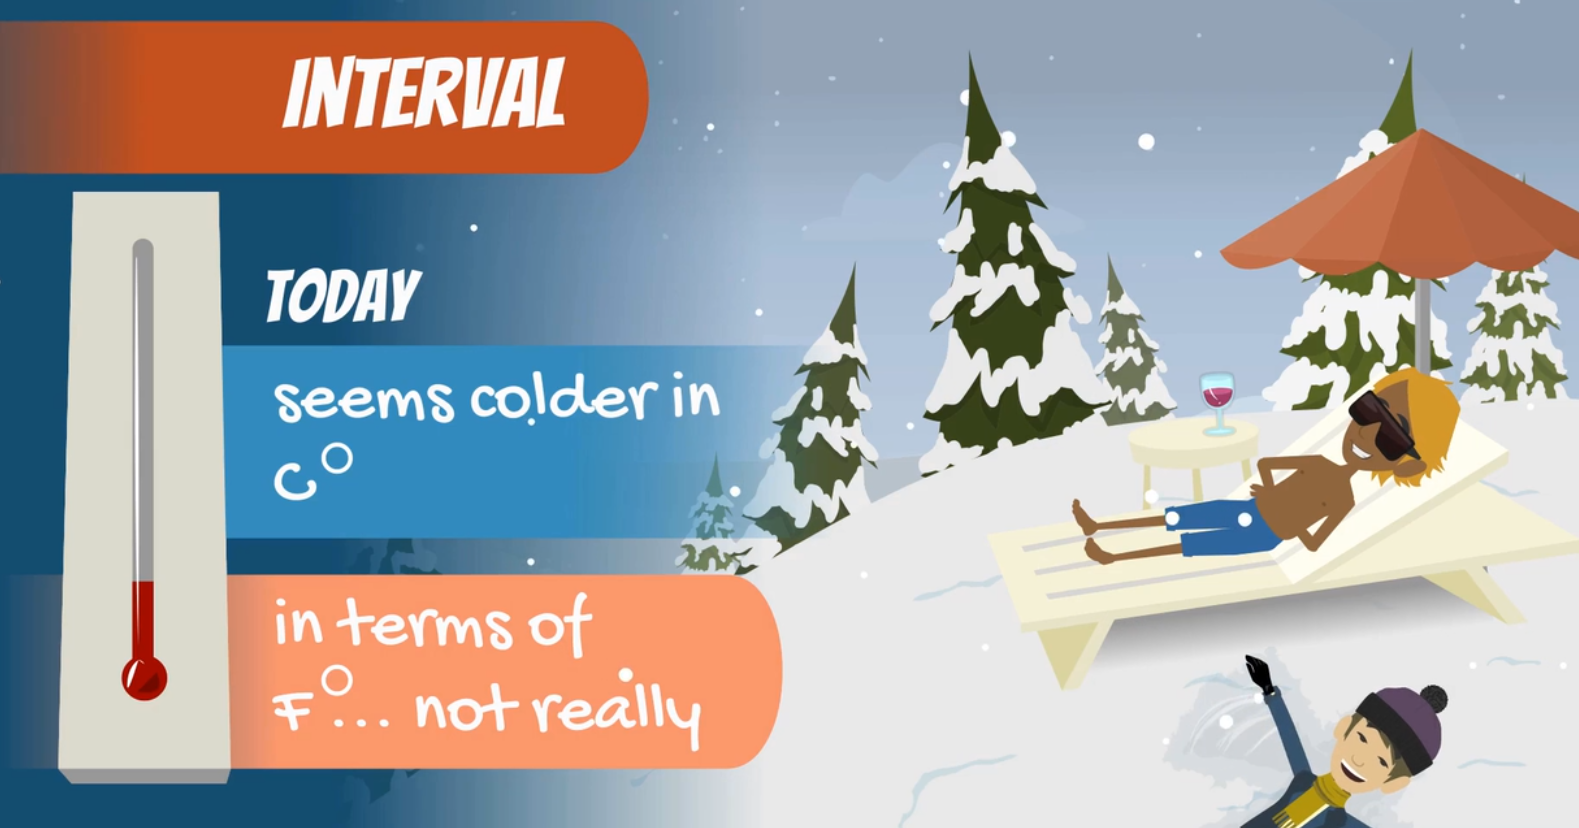 INTERVAL
TODAY
seems colder in
C°
in terms of
F°... not really